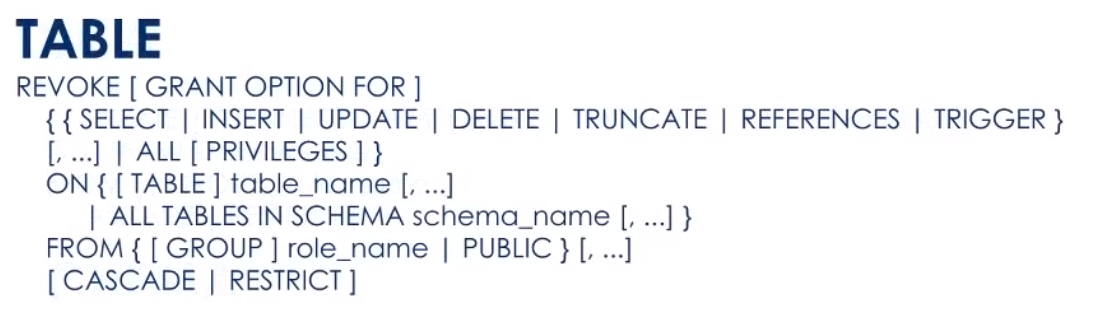 TABLE
REVOKE [ GRANT OPTION FOR ]
{ { SELECT | INSERT | UPDATE | DELETE | TRUNCATE | REFERENCES | TRIGGER }
[, ...] | ALL [ PRIVILEGES ] }
ON { [ TABLE ] table_name [, ...]
| ALL TABLES IN SCHEMA schema_name [, ...] }
FROM { [ GROUP ] role_name | PUBLIC } [, ...]
[ CASCADE | RESTRICT ]